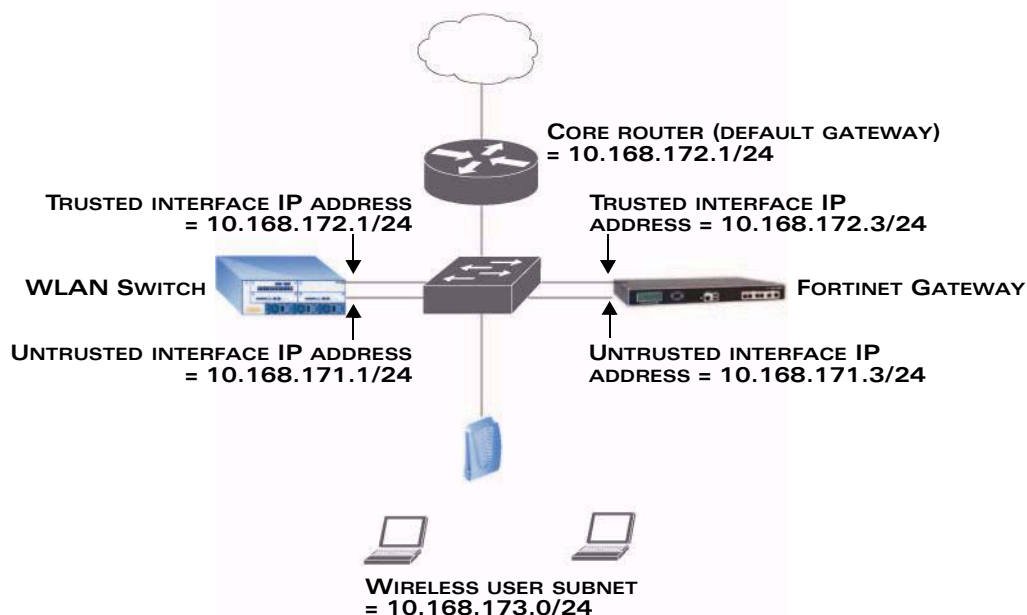 CORE ROUTER (DEFAULT GATEWAY)
= 10.168.172.1/24
TRUSTED INTERFACE IP ADDRESS
= 10.168.172.1/24
TRUSTED INTERFACE IP
ADDRESS = 10.168.172.3/24
WLAN SWITCH
FORTINET GATEWAY
UNTRUSTED INTERFACE IP ADDRESS
= 10.168.171.1/24
UNTRUSTED INTERFACE IP
ADDRESS = 10.168.171.3/24
WIRELESS USER SUBNET
= 10.168.173.0/24